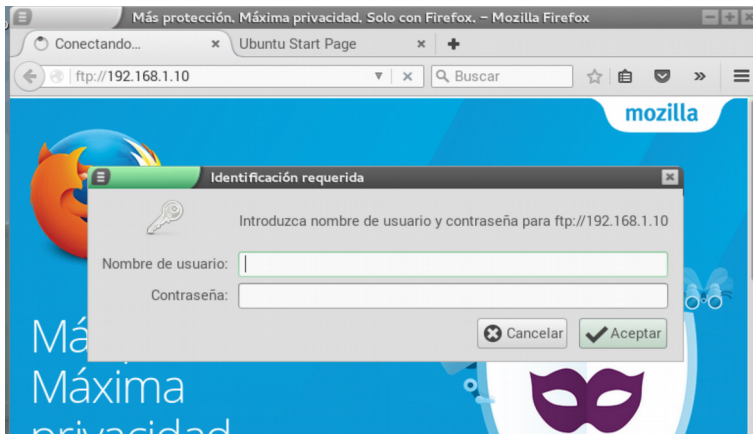 Más protección. Máxima privacidad. Solo con Firefox. – Mozilla Firefox
Conectando...
Ubuntu Start Page
ftp://192.168.1.10
Buscar
mozilla
Identificación requerida
Introduzca nombre de usuario y contraseña para ftp://192.168.1.10
Nombre de usuario:
Contraseña:
Cancelar
Aceptar
Má
Máxima
privacidad